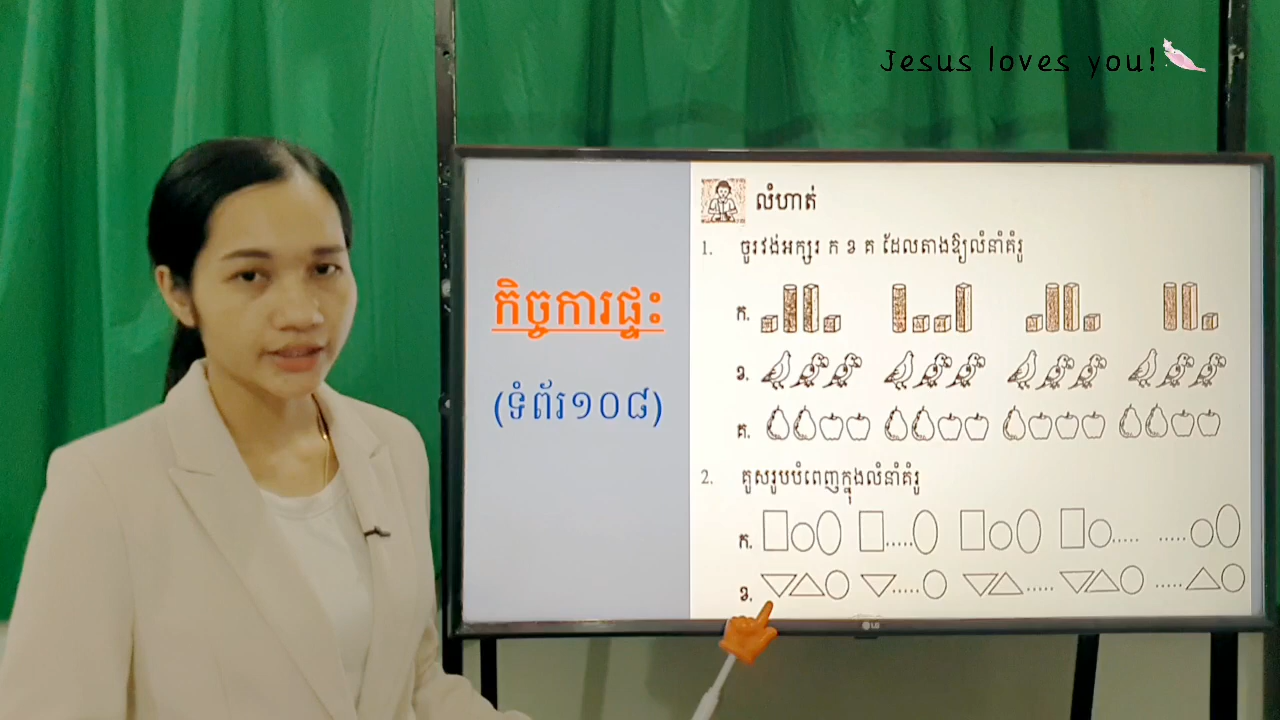 Jesus loves you!
កិច្ចការផ្ទះ
(ទំព័រ១០៨)
លំហាត់
1. ចូរវង់អក្សរ ក ខ គ ដែលតាងឱ្យលំនាំគំរូ
ក.
ខ.
គ.
2. គូសរូបបំពេញក្នុងលំនាំគំរូ
ក. ..... ..... .....
ខ. ..... ..... .....
LG